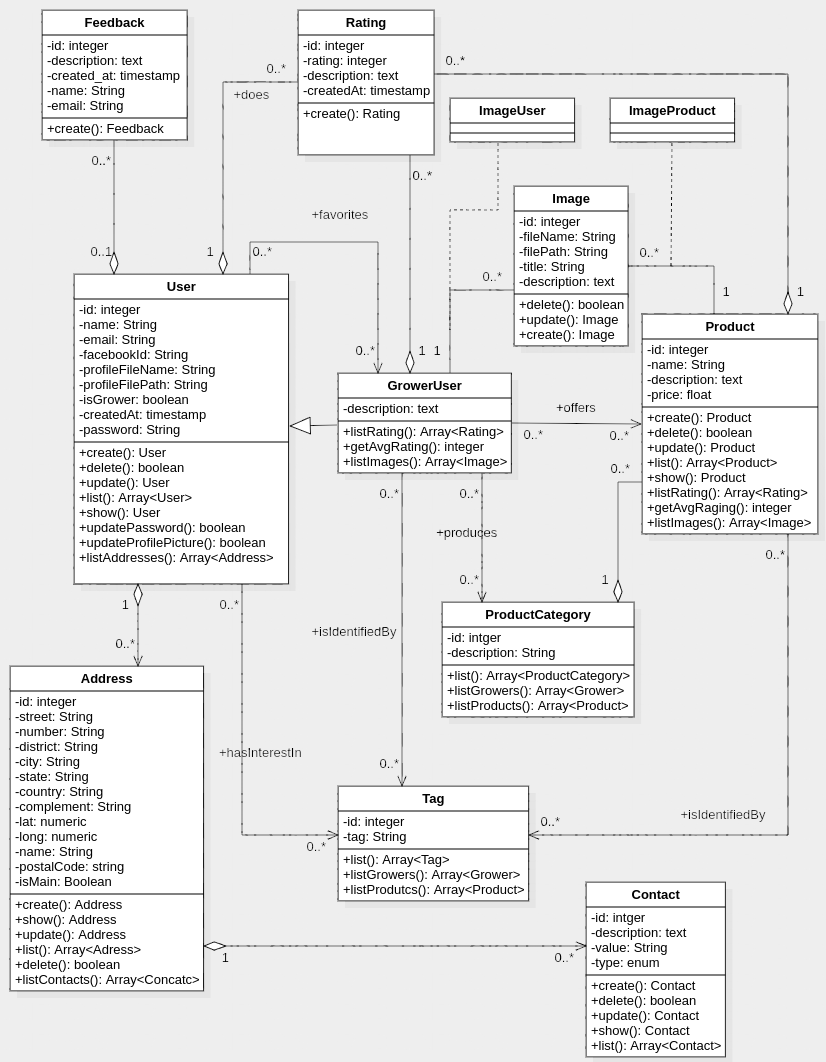 Feedback
-id: integer
-description: text
-created_at: timestamp
-name: String
-email: String
+create(): Feedback
0..*
0..1
Rating
-id: integer
-rating: integer
-description: text
-createdAt: timestamp
+create(): Rating
0..*
+does
1
0..*
0..*
1
0..*
1
ImageUser
ImageProduct
Image
-id: integer
-fileName: String
-filePath: String
-title: String
-description: text
+delete(): boolean
+update(): Image
+create(): Image
0..*
1
0..*
1
+favorites
0..*
User
-id: integer
-name: String
-email: String
-facebookId: String
-profileFileName: String
-profileFilePath: String
-isGrower: boolean
-createdAt: timestamp
-password: String
+create(): User
+delete(): boolean
+update(): User
+list(): Array<User>
+show(): User
+updatePassword(): boolean
+updateProfilePicture(): boolean
+listAddresses(): Array<Address>
GrowerUser
-description: text
+listRating(): Array<Rating>
+getAvgRating(): integer
+listImages(): Array<Image>
+offers
0..*
0..*
Product
-id: integer
-name: String
-description: text
-price: float
+create(): Product
+delete(): boolean
+update(): Product
+list(): Array<Product>
+show(): Product
+listRating(): Array<Rating>
+getAvgRaging(): integer
+listImages(): Array<Image>
0..*
1
0..*
0..*
+produces
0..*
0..*
ProductCategory
-id: intger
-description: String
+list(): Array<ProductCategory>
+listGrowers(): Array<Grower>
+listProducts(): Array<Product>
1
0..*
0..*
+isIdentifiedBy
0..*
Address
-id: integer
-street: String
-number: String
-district: String
-city: String
-state: String
-country: String
-complement: String
-lat: numeric
-long: numeric
-name: String
-postalCode: string
-isMain: Boolean
+create(): Address
+show(): Address
+update(): Address
+list(): Array<Adress>
+delete(): boolean
+listContacts(): Array<Concatc>
+hasInterestIn
0..*
Tag
-id: integer
-tag: String
+list(): Array<Tag>
+listGrowers(): Array<Grower>
+listProdutcs(): Array<Product>
0..*
+isIdentifiedBy
1
0..*
Contact
-id: intger
-description: text
-value: String
-type: enum
+create(): Contact
+delete(): boolean
+update(): Contact
+show(): Contact
+list(): Array<Contact>